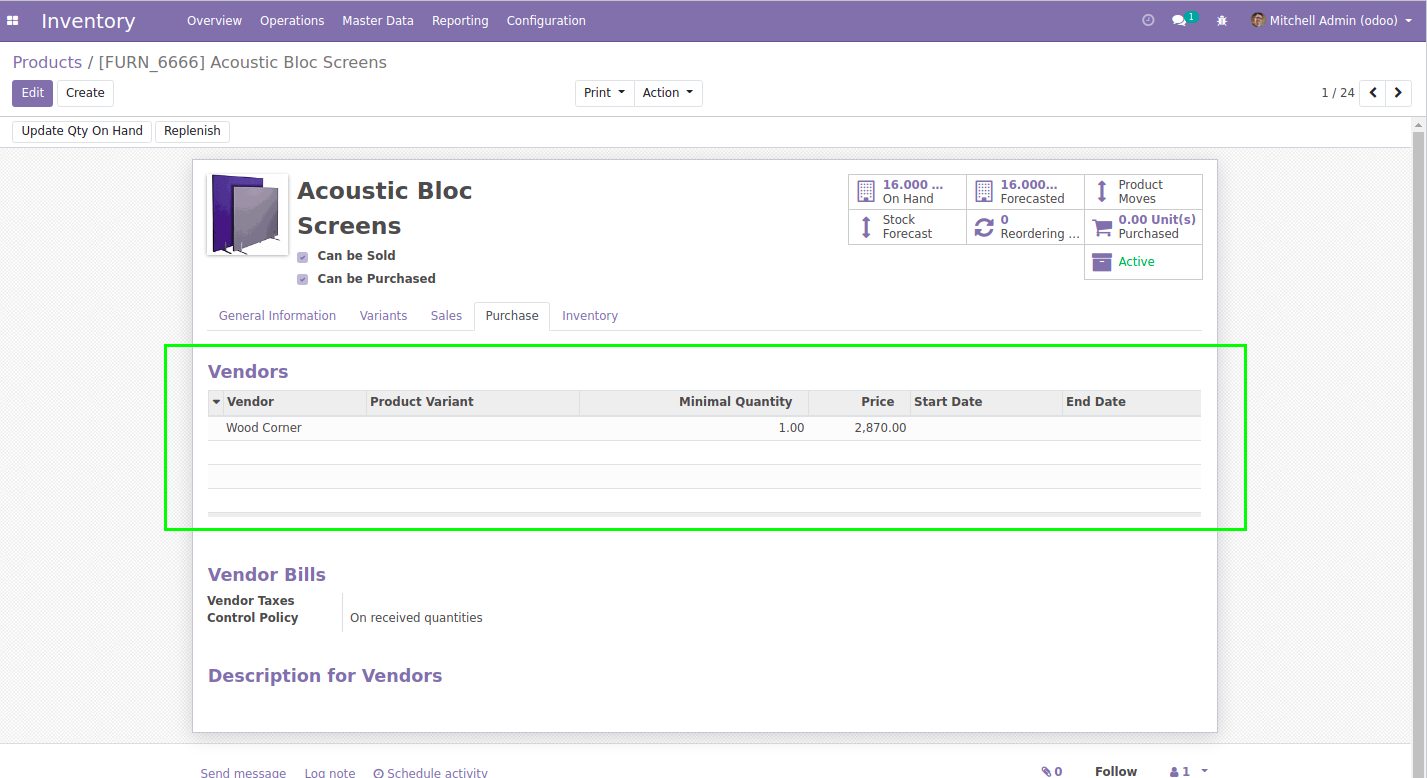 Inventory Overview Operations Master Data Reporting Configuration 1 Mitchell Admin (odoo)
Products / [FURN_6666] Acoustic Bloc Screens
Edit Create Print Action 1 / 24
Update Qty On Hand Replenish
Acoustic Bloc
Screens
Can be Sold
Can be Purchased
16.000 ...
On Hand
16.000...
Forecasted
Product
Moves
Stock
Forecast
0
Reordering ...
0.00 Unit(s)
Purchased
Active
General Information Variants Sales Purchase Inventory
Vendors
Vendor Product Variant Minimal Quantity Price Start Date End Date
Wood Corner 1.00 2,870.00
Vendor Bills
Vendor Taxes
Control Policy On received quantities
Description for Vendors
Send message Log note Schedule activity 0 Follow 1